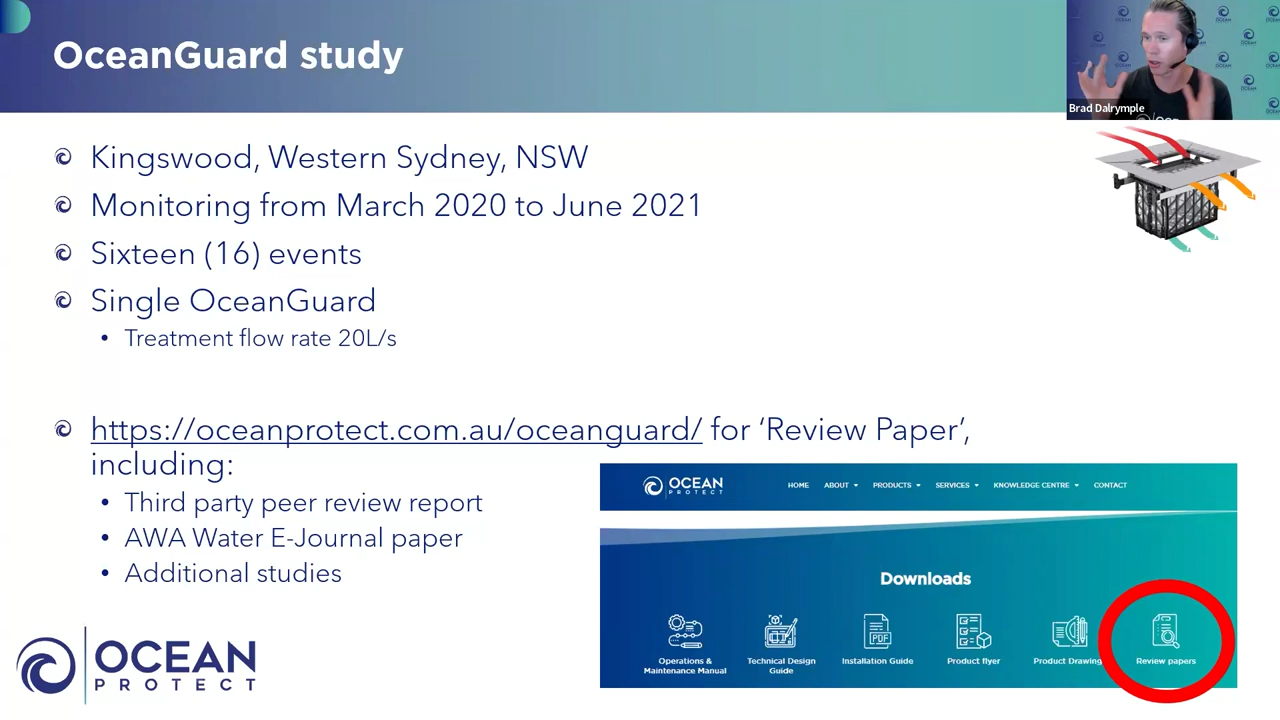 OceanGuard study
Brad Dalrymple
Kingswood, Western Sydney, NSW
Monitoring from March 2020 to June 2021
Sixteen (16) events
Single OceanGuard
• Treatment flow rate 20L/s
https://oceanprotect.com.au/oceanguard/ for ‘Review Paper’,
including:
• Third party peer review report
• AWA Water E-Journal paper
• Additional studies
OCEAN
PROTECT
HOME ABOUT PRODUCTS SERVICES KNOWLEDGE CENTRE CONTACT
Downloads
Operations &
Maintenance Manual
Technical Design
Guide
PDF
Installation Guide
Product flyer
Product Drawing
Review papers
OCEAN
PROTECT